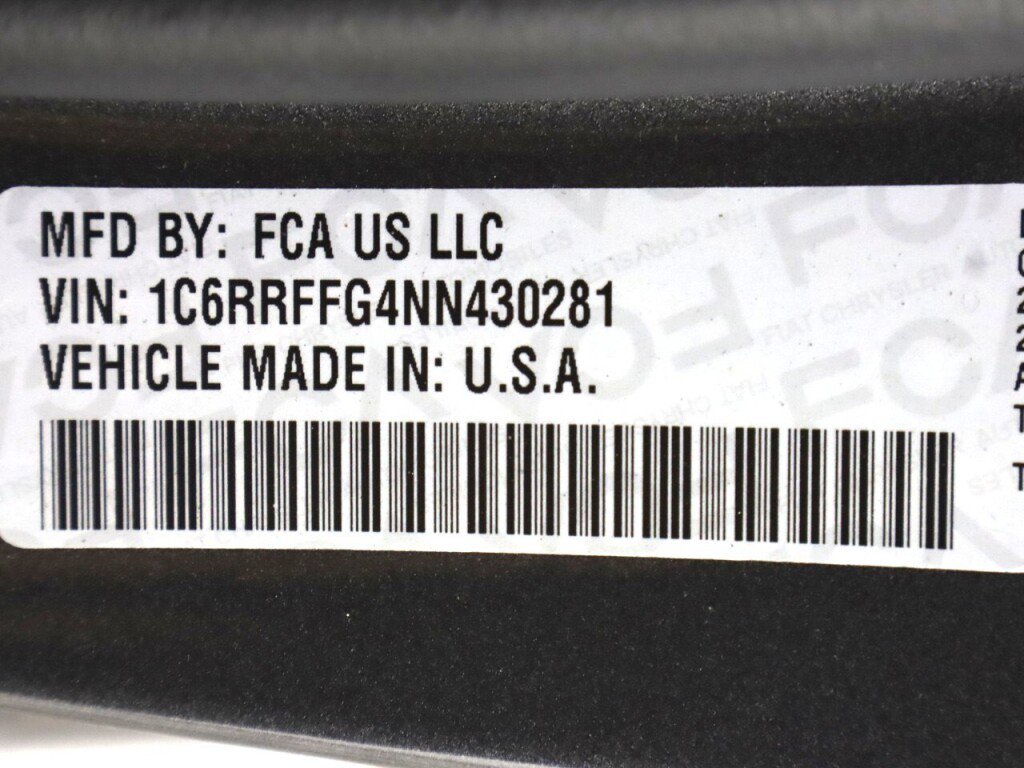 MFD BY: FCA US LLC
VIN: 1C6RRFFG4NN430281
VEHICLE MADE IN: U.S.A.